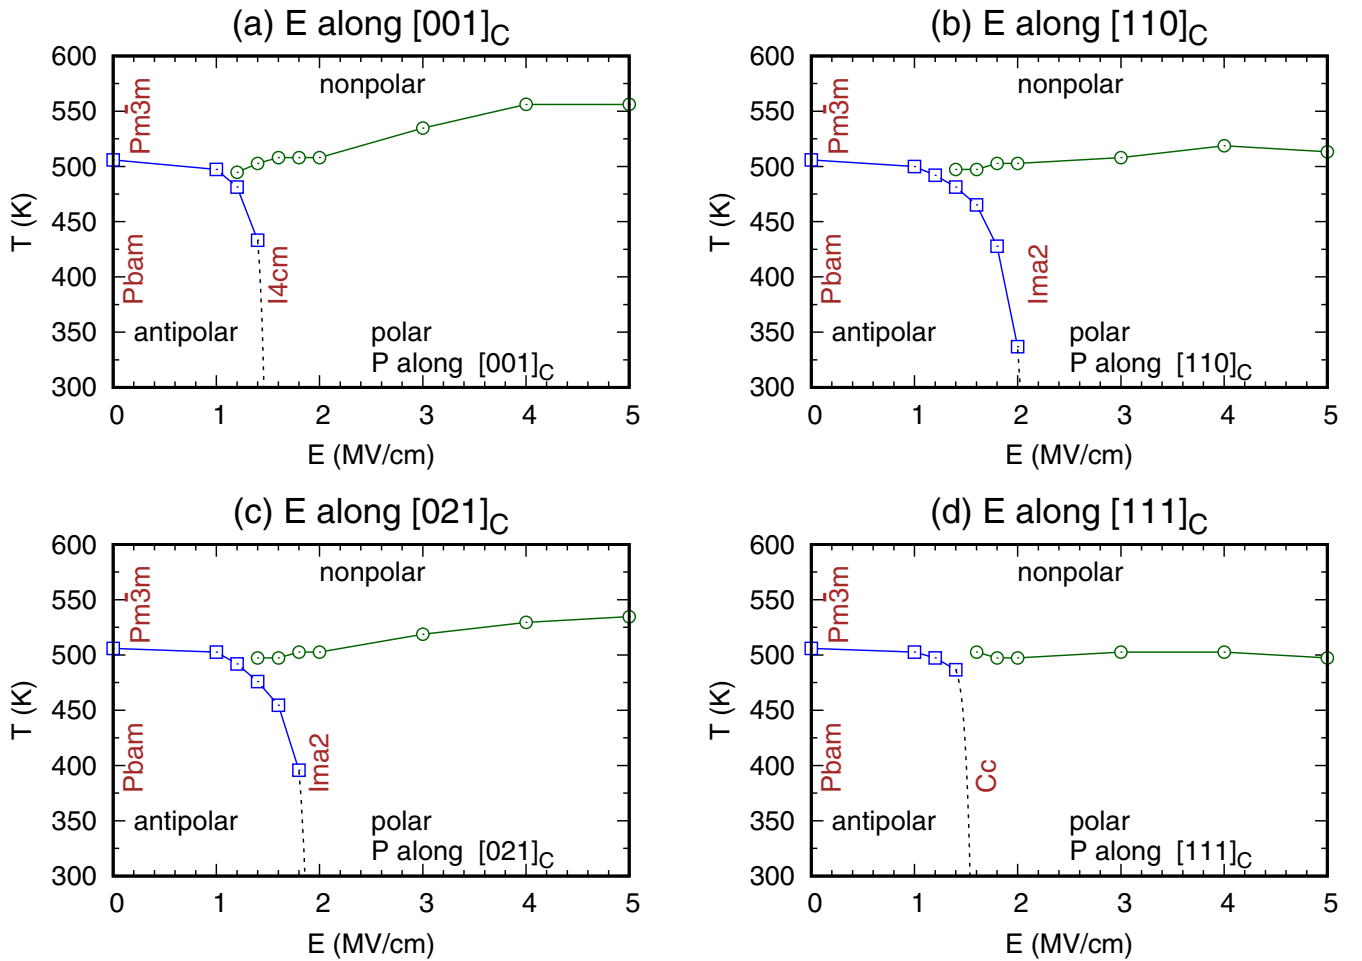 (a) E along [001]C
600
550
500
450
400
350
300
T (K)
nonpolar
Pm3̄m
Pbam
I4cm
antipolar
polar
P along [001]C
0 1 2 3 4 5
E (MV/cm)
(b) E along [110]C
600
550
500
450
400
350
300
T (K)
nonpolar
Pm3̄m
Pbam
Ima2
antipolar
polar
P along [110]C
0 1 2 3 4 5
E (MV/cm)
(c) E along [021]C
600
550
500
450
400
350
300
T (K)
nonpolar
Pm3̄m
Pbam
Ima2
antipolar
polar
P along [021]C
0 1 2 3 4 5
E (MV/cm)
(d) E along [111]C
600
550
500
450
400
350
300
T (K)
nonpolar
Pm3̄m
Pbam
Cc
antipolar
polar
P along [111]C
0 1 2 3 4 5
E (MV/cm)